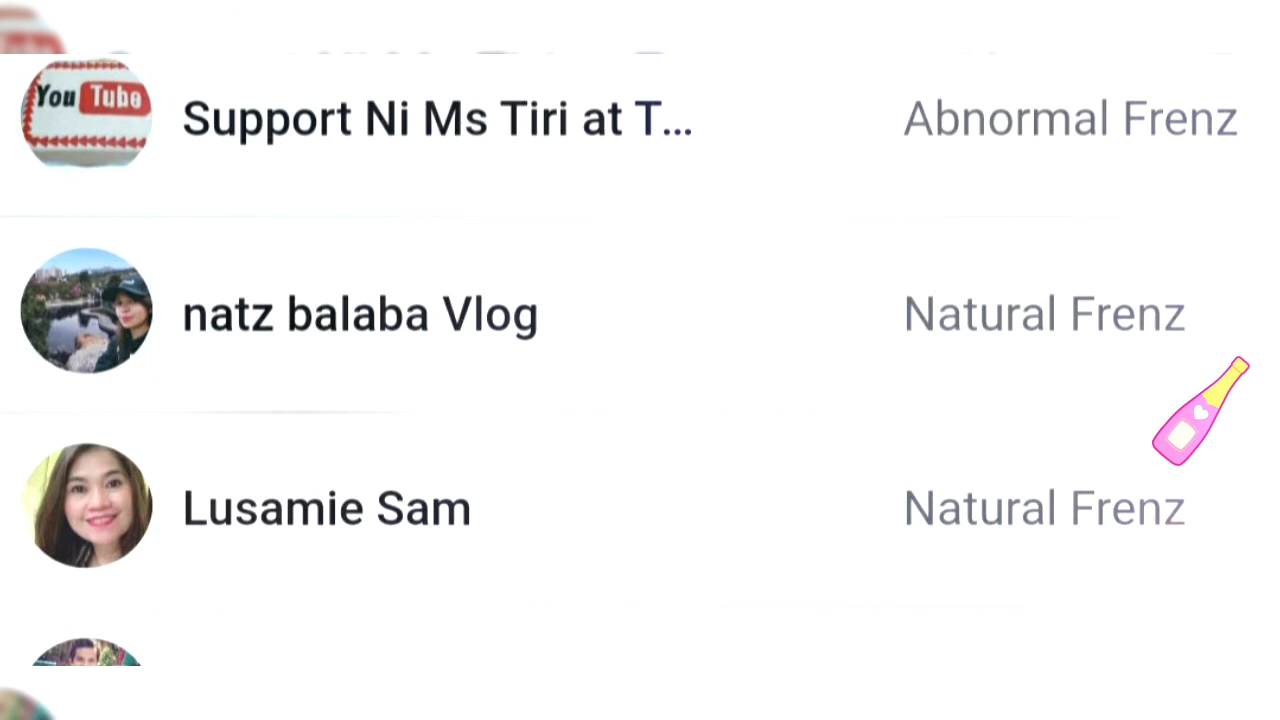 You Tube
Support Ni Ms Tiri at T... Abnormal Frenz
natz balaba Vlog Natural Frenz
Lusamie Sam Natural Frenz